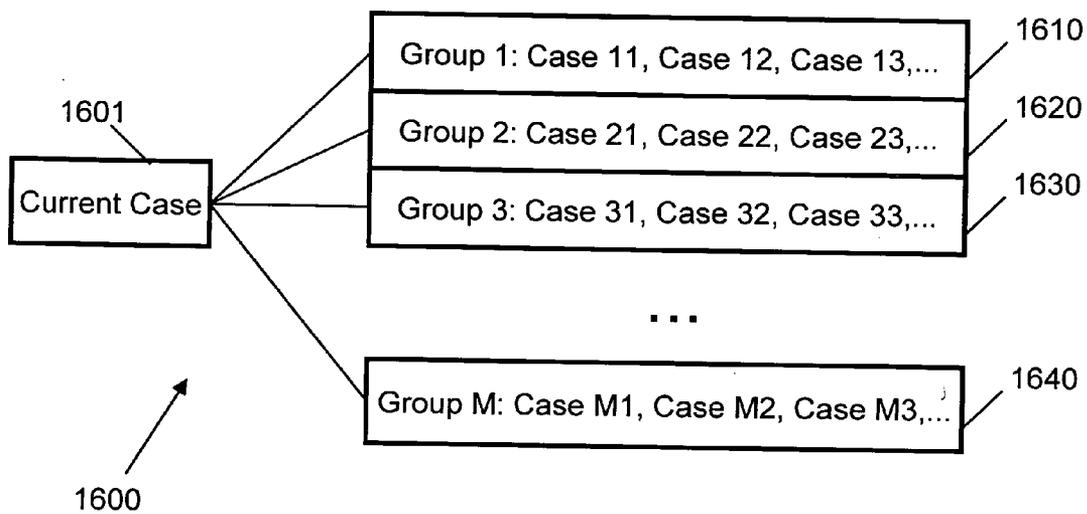 1610
Group 1: Case 11, Case 12, Case 13,...
1601
1620
Group 2: Case 21, Case 22, Case 23,...
1630
Current Case
Group 3: Case 31, Case 32, Case 33,...
...
1640
Group M: Case M1, Case M2, Case M3,...
1600